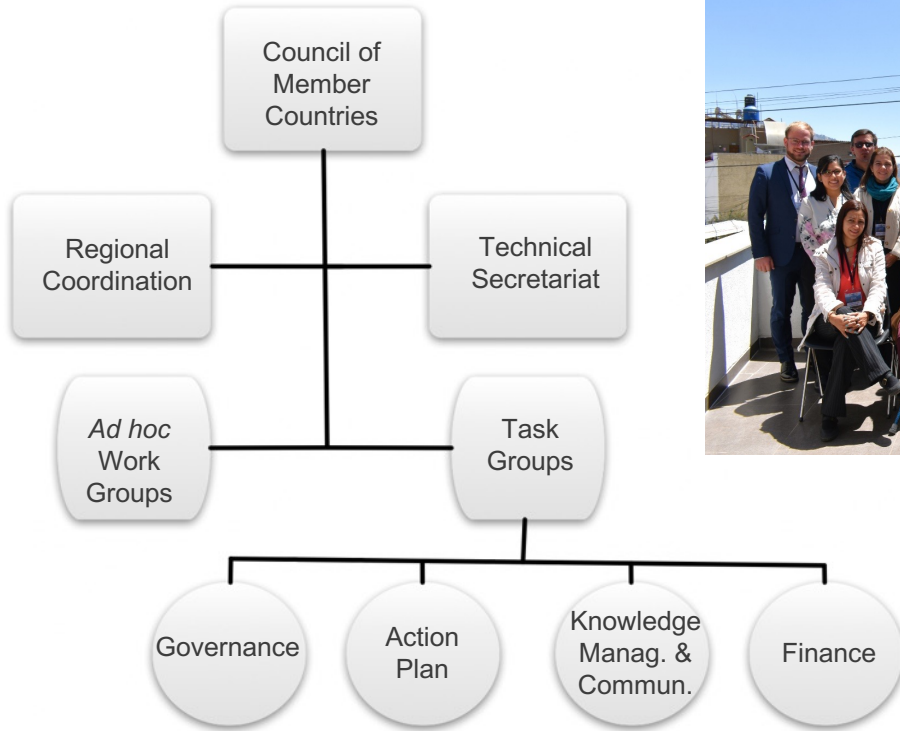 Council of
Member
Countries
Regional
Coordination
Technical
Secretariat
Ad hoc
Work
Groups
Task
Groups
Governance
Action
Plan
Knowledge
Manag. &
Commun.
Finance